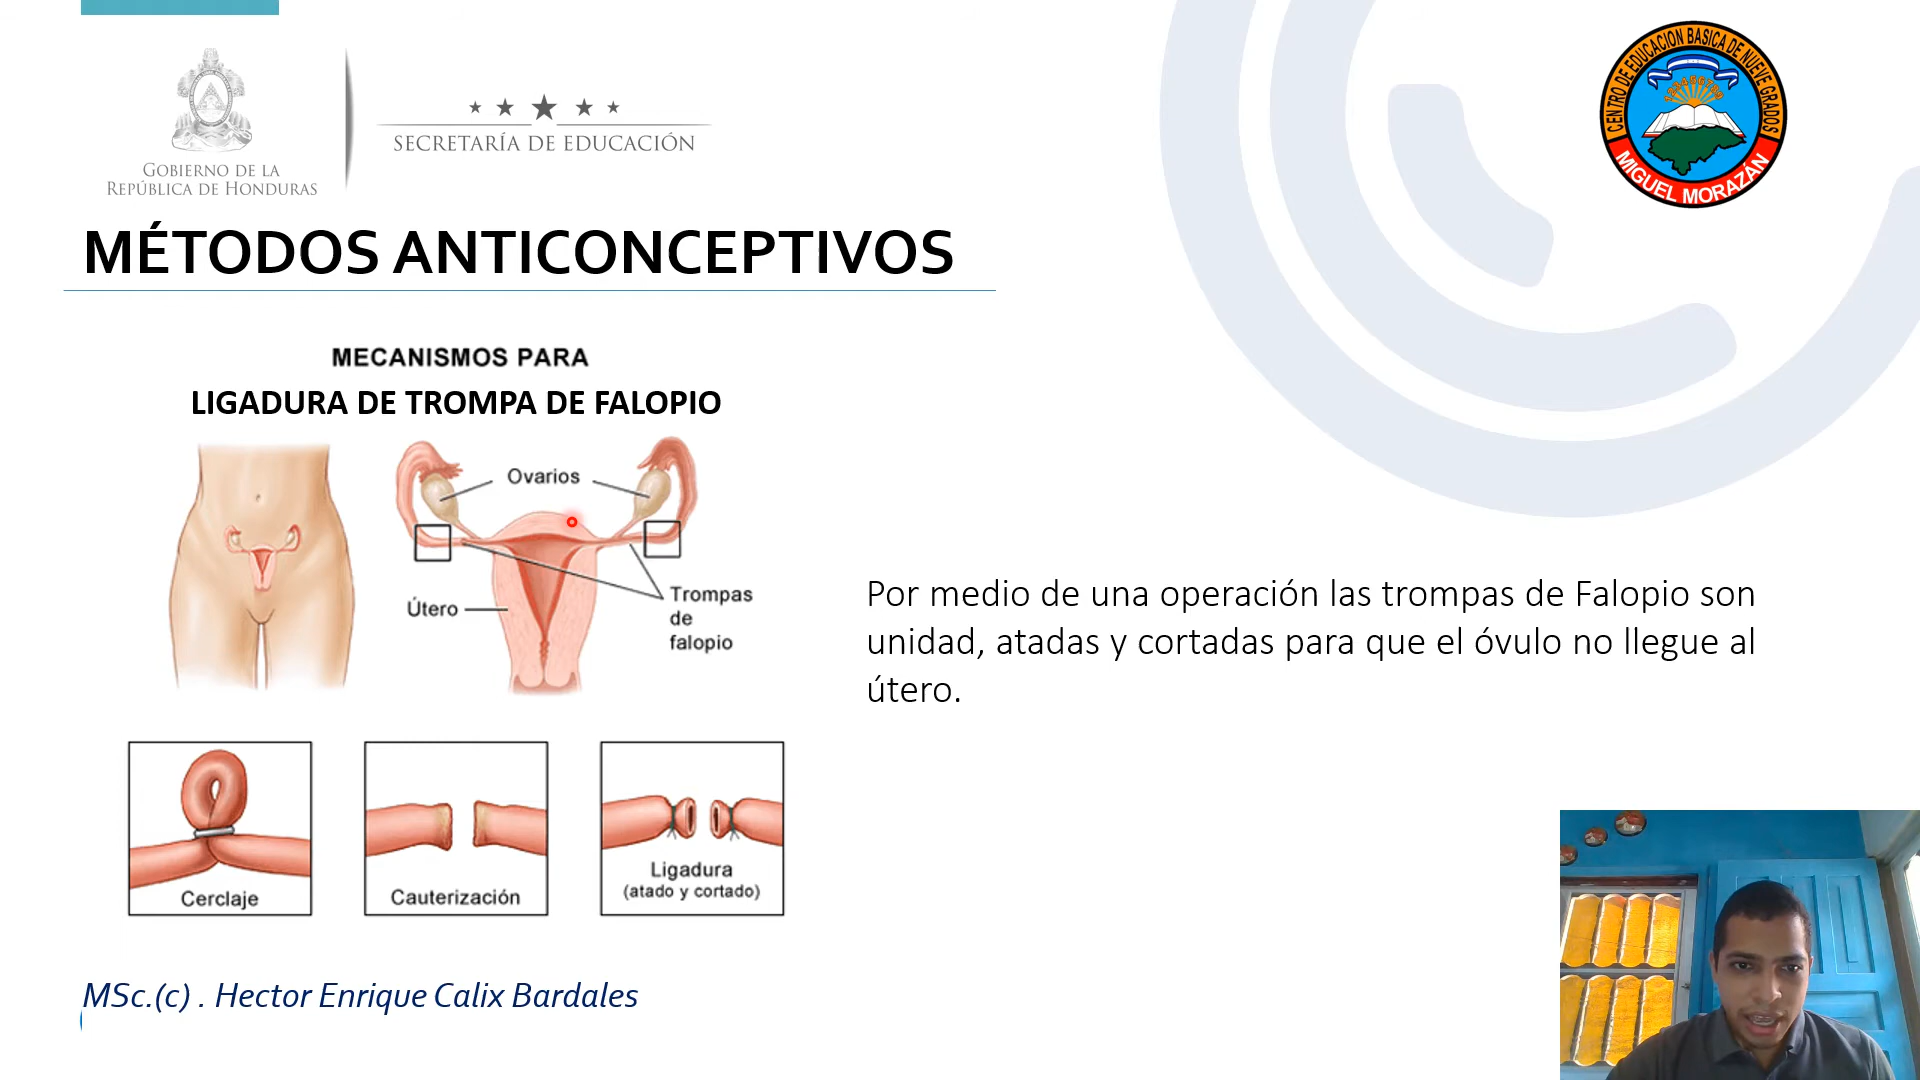 GOBIERNO DE LA
REPÚBLICA DE HONDURAS
SECRETARÍA DE EDUCACIÓN
CENTRO DE EDUCACION BASICA DE NUEVE GRADOS
MIGUEL MORAZÁN
MÉTODOS ANTICONCEPTIVOS
MECANISMOS PARA
LIGADURA DE TROMPA DE FALOPIO
Ovarios
Útero
Trompas
de
falopio
Cerclaje
Cauterización
Ligadura
(atado y cortado)
Por medio de una operación las trompas de Falopio son
unidad, atadas y cortadas para que el óvulo no llegue al
útero.
MSc.(c) . Hector Enrique Calix Bardales